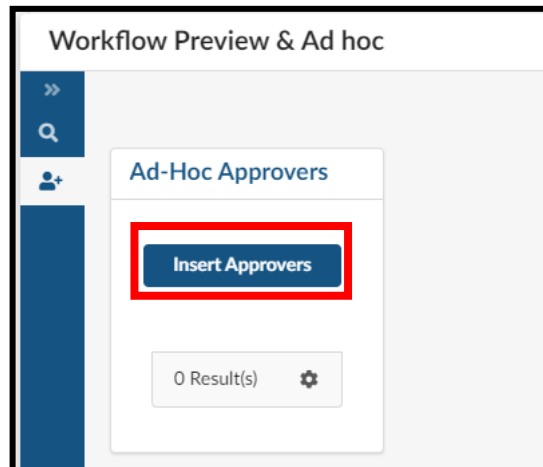 Workflow Preview & Ad hoc
Ad-Hoc Approvers
Insert Approvers
0 Result(s)